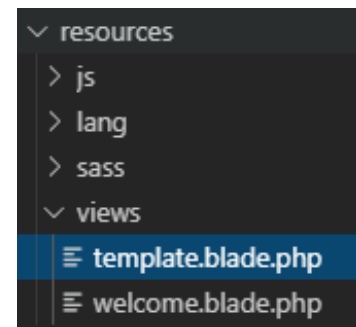 resources
js
lang
sass
views
template.blade.php
welcome.blade.php